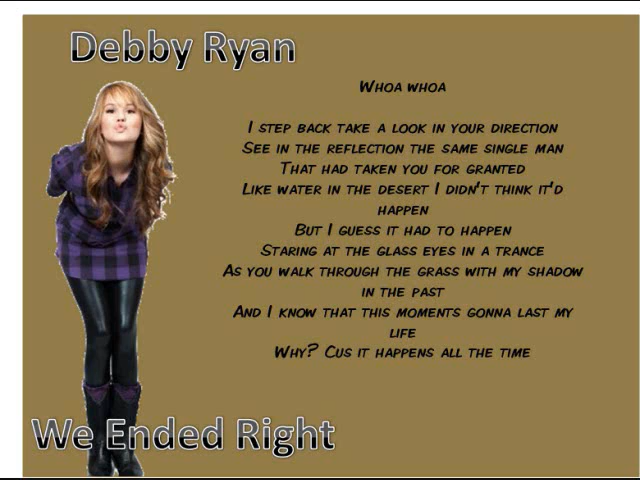 Debby Ryan
Whoa whoa
I step back take a look in your direction
See in the reflection the same single man
That had taken you for granted
Like water in the desert I didn't think it'd
happen
But I guess it had to happen
Staring at the glass eyes in a trance
As you walk through the grass with my shadow
in the past
And I know that this moments gonna last my
life
Why? Cus it happens all the time
We Ended Right